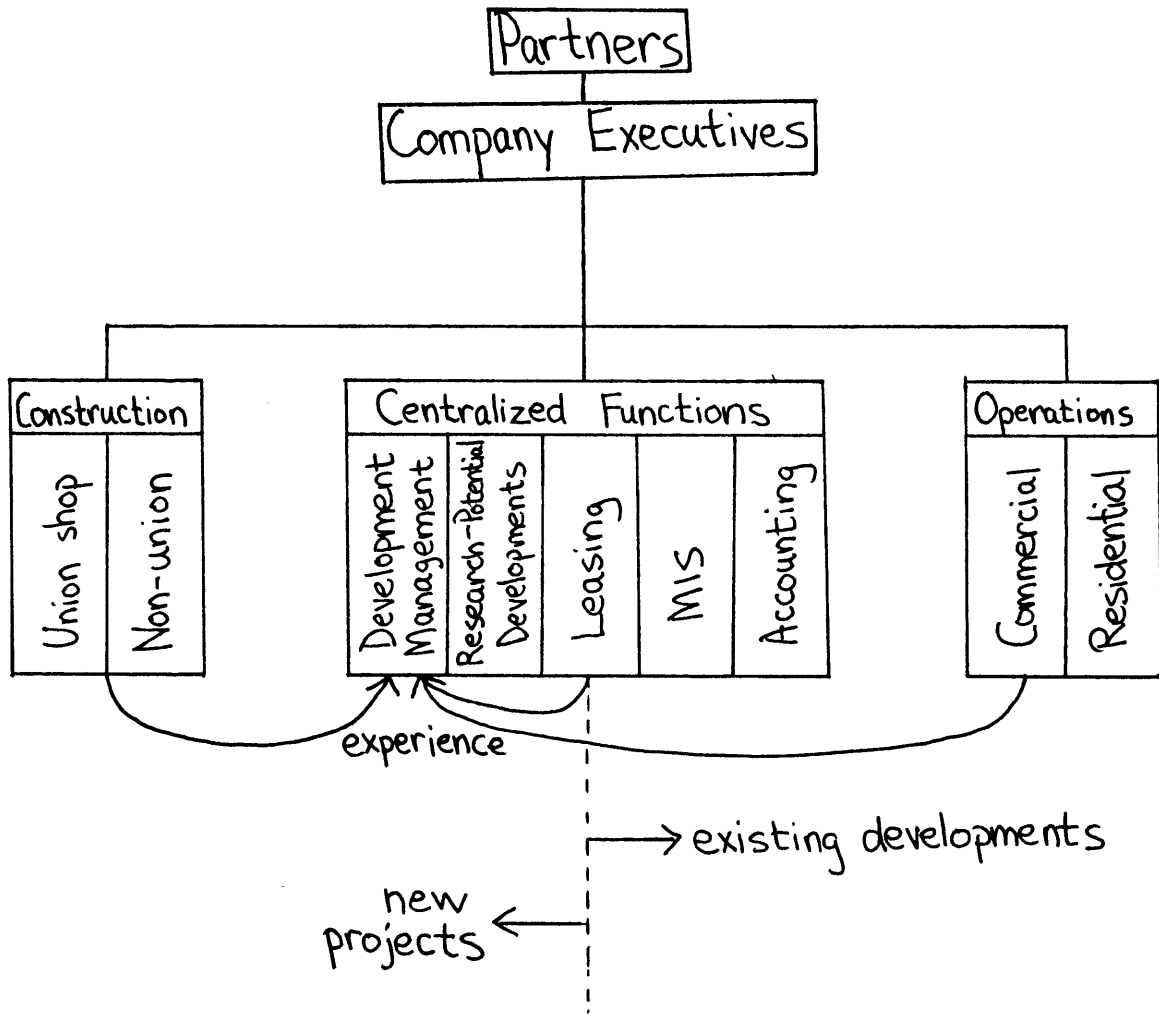 Partners
Company Executives
Construction
Union shop
Non-union
Centralized Functions
Development
Management
Research-Potential
Developments
Leasing
MIS
Accounting
Operations
Commercial
Residential
experience
existing developments
new
projects